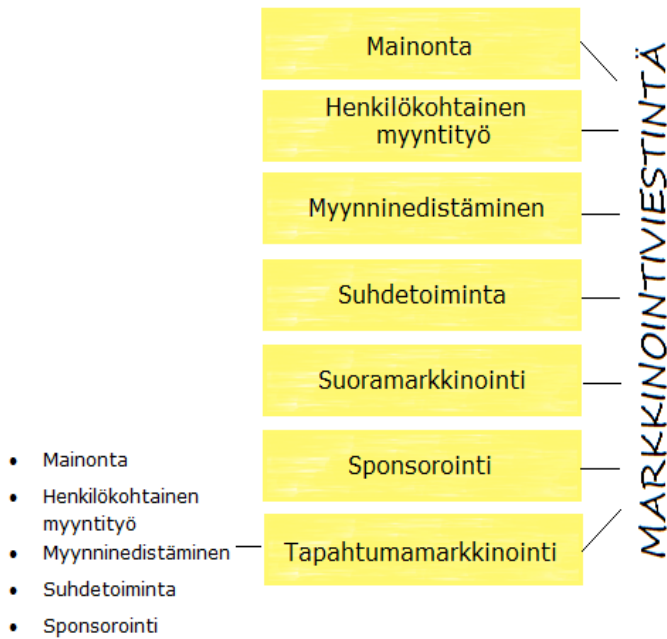 Mainonta
Henkilökohtainen
myyntityö
Myynninedistäminen
Suhdetoiminta
Suoramarkkinointi
Sponsorointi
Tapahtumamarkkinointi
MARKKINOINTIVIESTINTÄ
• Mainonta
• Henkilökohtainen
myyntityö
• Myynninedistäminen
• Suhdetoiminta
• Sponsorointi